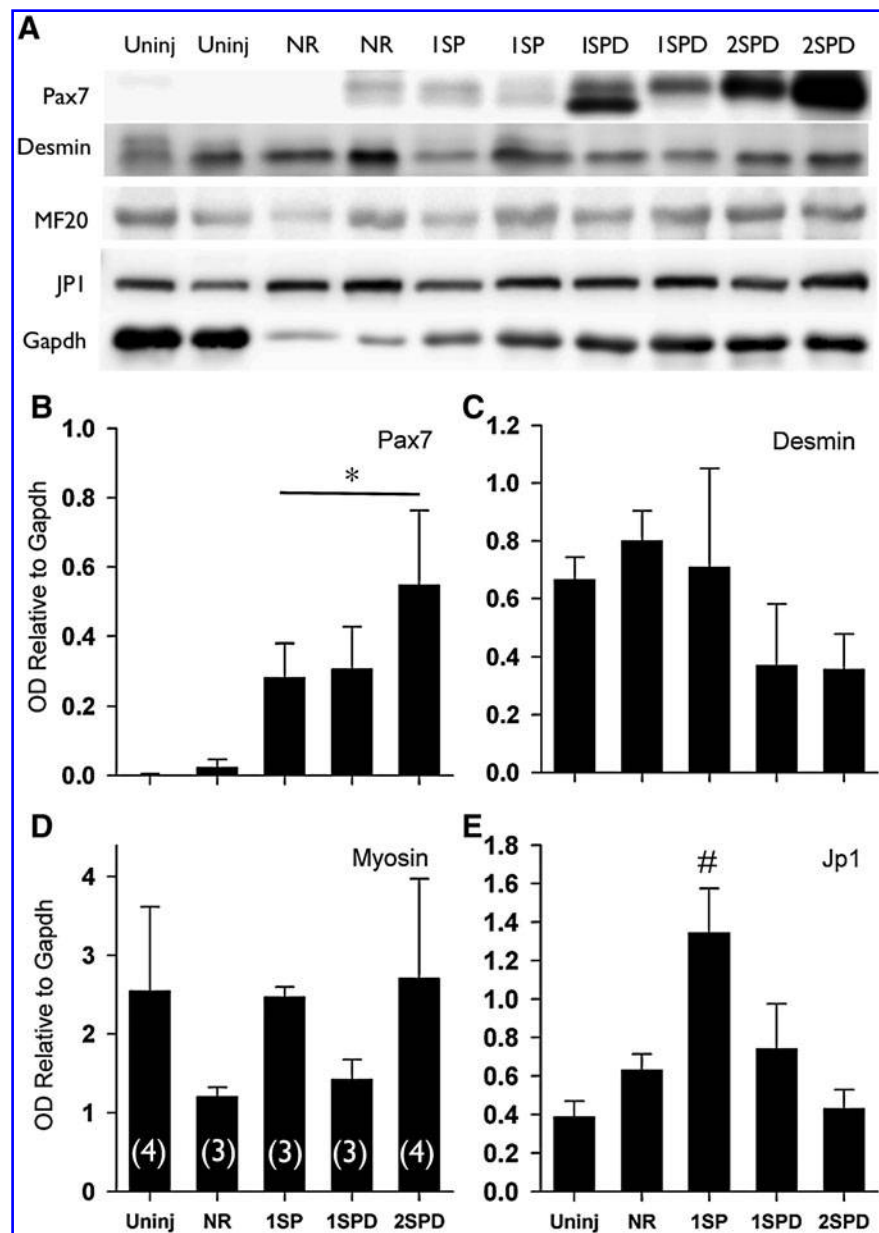 A
Uninj Uninj NR NR 1SP 1SP 1SPD 1SPD 2SPD 2SPD
Pax7
Desmin
MF20
JP1
Gapdh
B
Pax7
OD Relative to Gapdh
1.0
0.8
0.6
0.4
0.2
0.0
*
C
Desmin
1.2
1.0
0.8
0.6
0.4
0.2
0.0
D
Myosin
OD Relative to Gapdh
4
3
2
1
0
(4) (3) (3) (3) (4)
Uninj NR 1SP 1SPD 2SPD
E
Jp1
1.8
1.6
1.4
1.2
1.0
0.8
0.6
0.4
0.2
0.0
#
Uninj NR 1SP 1SPD 2SPD